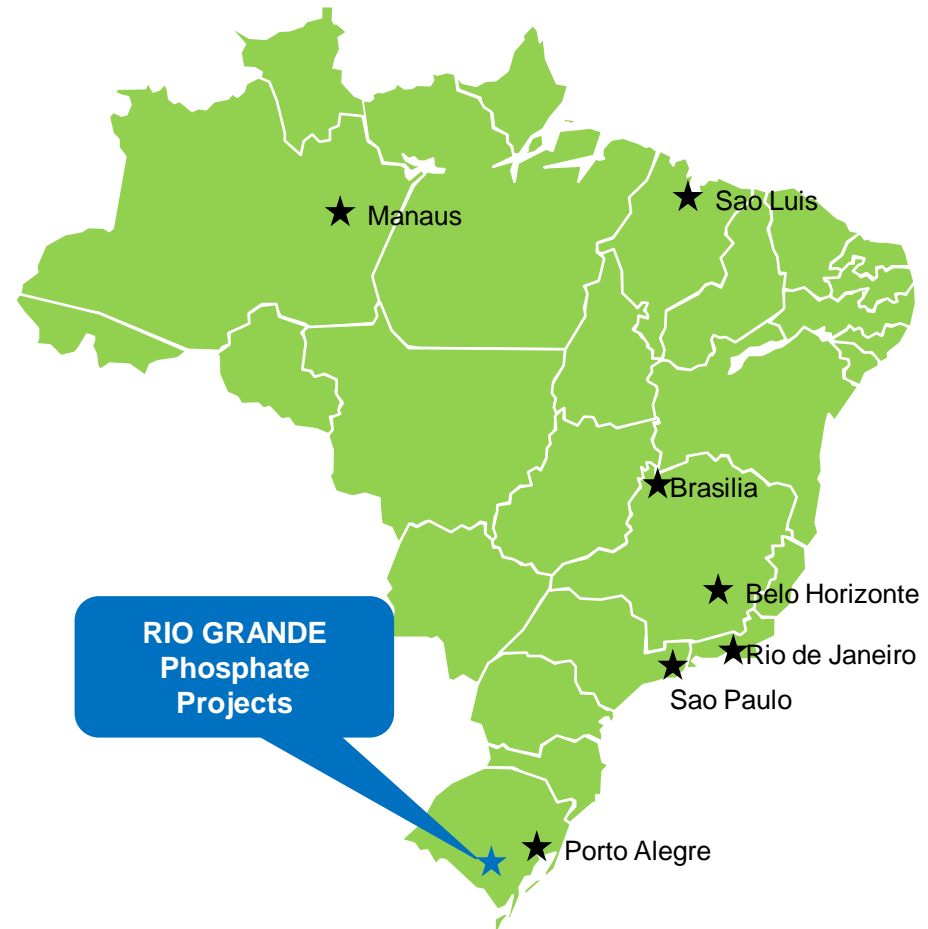 Manaus
Sao Luis
Brasilia
Belo Horizonte
RIO GRANDE
Phosphate
Projects
Rio de Janeiro
Sao Paulo
Porto Alegre